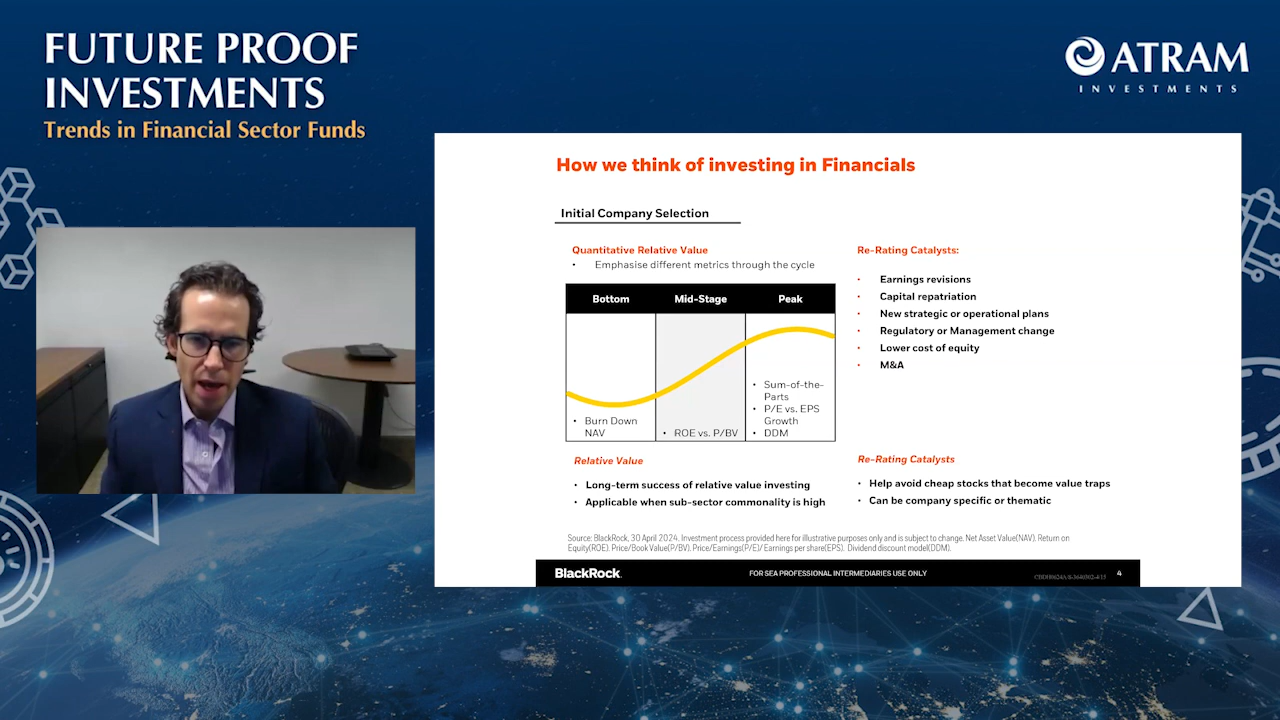 FUTURE PROOF
INVESTMENTS
Trends in Financial Sector Funds
ATRAM
INVESTMENTS
How we think of investing in Financials
Initial Company Selection
Quantitative Relative Value
• Emphasise different metrics through the cycle
Bottom Mid-Stage Peak
• Burn Down
NAV
• ROE vs. P/BV
• Sum-of-the-
Parts
• P/E vs. EPS
Growth
• DDM
Relative Value
• Long-term success of relative value investing
• Applicable when sub-sector commonality is high
Re-Rating Catalysts:
• Earnings revisions
• Capital repatriation
• New strategic or operational plans
• Regulatory or Management change
• Lower cost of equity
• M&A
Re-Rating Catalysts
• Help avoid cheap stocks that become value traps
• Can be company specific or thematic
Source: BlackRock, 30 April 2024, Investment process provided here for illustrative purposes only and is subject to change. Net Asset Value(NAV). Return on
Equity(ROE). Price/Book Value(P/BV). Price/Earnings(P/E)/ Earnings per share(EPS). Dividend discount model(DDM).
BlackRock.
FOR SEA PROFESSIONAL INTERMEDIARIES USE ONLY
4